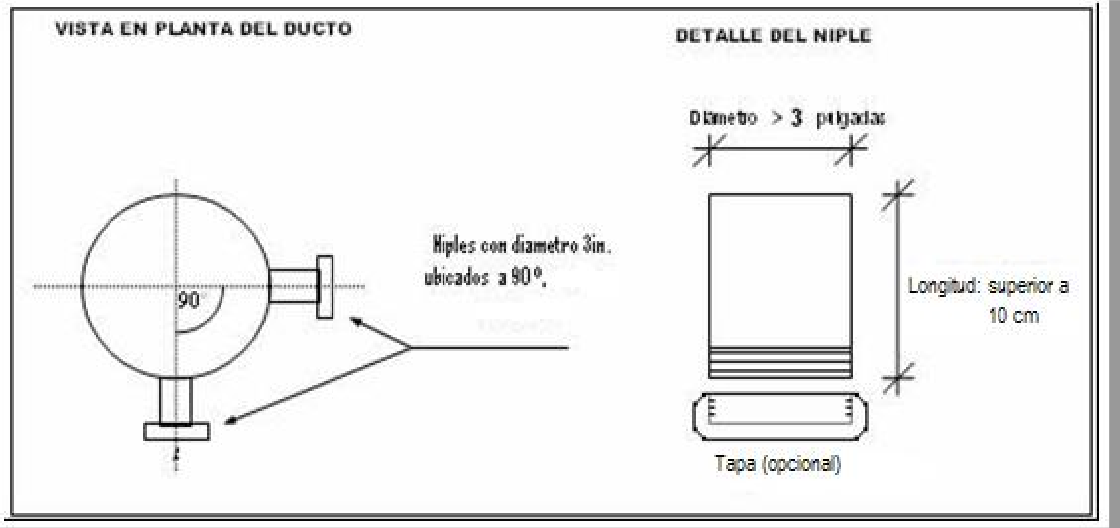 VISTA EN PLANTA DEL DUCTO
DETALLE DEL NIPLE
Diámetro > 3 pulgadas
Niples con diametro 3in.
ubicados a 90º.
90
Longitud: superior a
10 cm
Tapa (opcional)